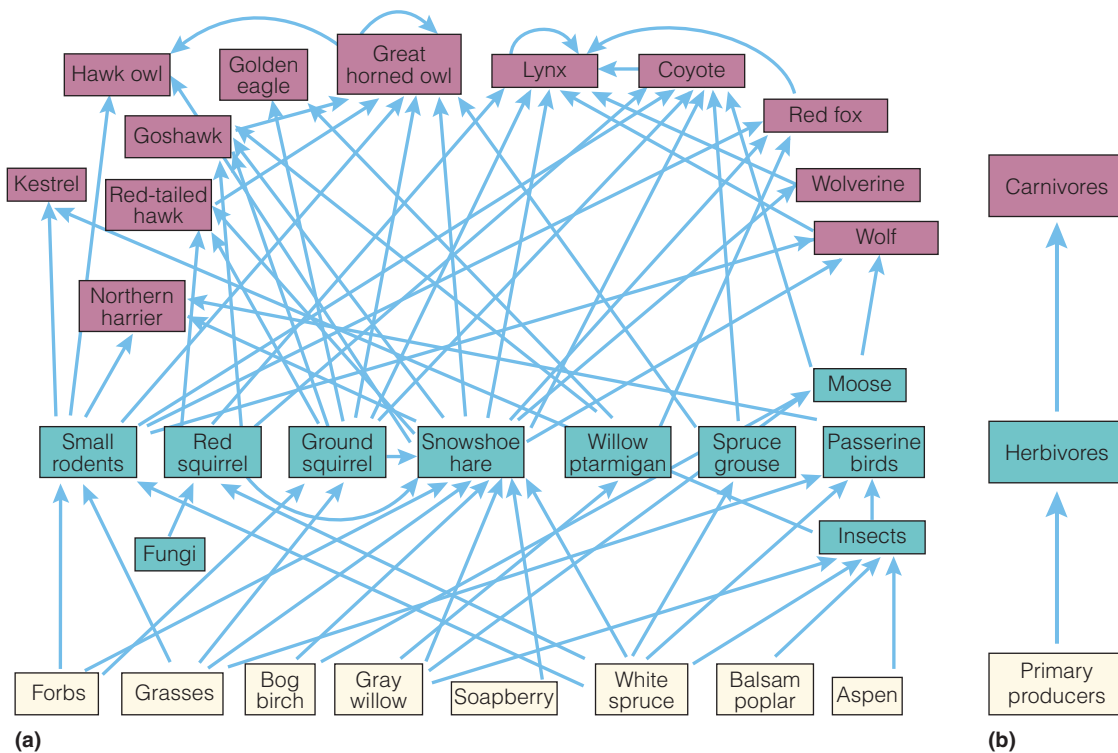 Great
horned owl
Hawk owl
Golden
eagle
Lynx
Coyote
Red fox
Goshawk
Kestrel
Red-tailed
hawk
Wolverine
Wolf
Northern
harrier
Moose
Small
rodents
Red
squirrel
Ground
squirrel
Snowshoe
hare
Willow
ptarmigan
Spruce
grouse
Passerine
birds
Fungi
Insects
Forbs
Grasses
Bog
birch
Gray
willow
Soapberry
White
spruce
Balsam
poplar
Aspen
(a)
Carnivores
Herbivores
Primary
producers
(b)